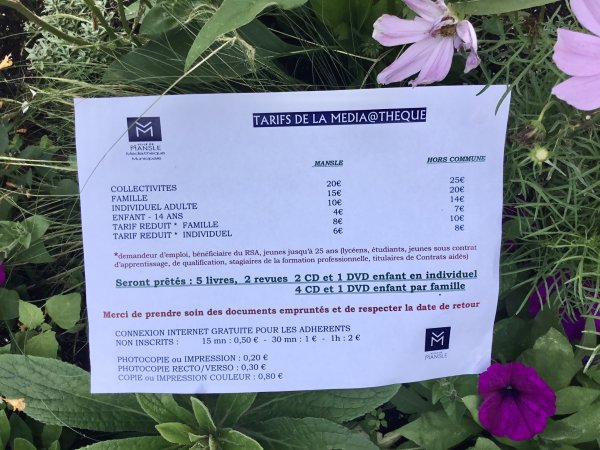 M
VILLE DE
MANSLE
Médiathèque
Municipale
TARIFS DE LA MEDIA@THEQUE
MANSLE HORS COMMUNE
COLLECTIVITES 20€ 25€
FAMILLE 15€ 20€
INDIVIDUEL ADULTE 10€ 14€
ENFANT - 14 ANS 4€ 7€
TARIF REDUIT * FAMILLE 8€ 10€
TARIF REDUIT * INDIVIDUEL 6€ 8€
*demandeur d'emploi, bénéficiaire du RSA, jeunes jusqu'à 25 ans (lycéens, étudiants, jeunes sous contrat
d'apprentissage, de qualification, stagiaires de la formation professionnelle, titulaires de Contrats aidés)
Seront prêtés : 5 livres, 2 revues 2 CD et 1 DVD enfant en individuel
4 CD et 1 DVD enfant par famille
Merci de prendre soin des documents empruntés et de respecter la date de retour
CONNEXION INTERNET GRATUITE POUR LES ADHERENTS
NON INSCRITS : 15 mn : 0,50 € - 30 mn : 1 € - 1h : 2 €
PHOTOCOPIE ou IMPRESSION : 0,20 €
PHOTOCOPIE RECTO/VERSO : 0,30 €
COPIE ou IMPRESSION COULEUR : 0,80 €
M
VILLE DE
MANSLE